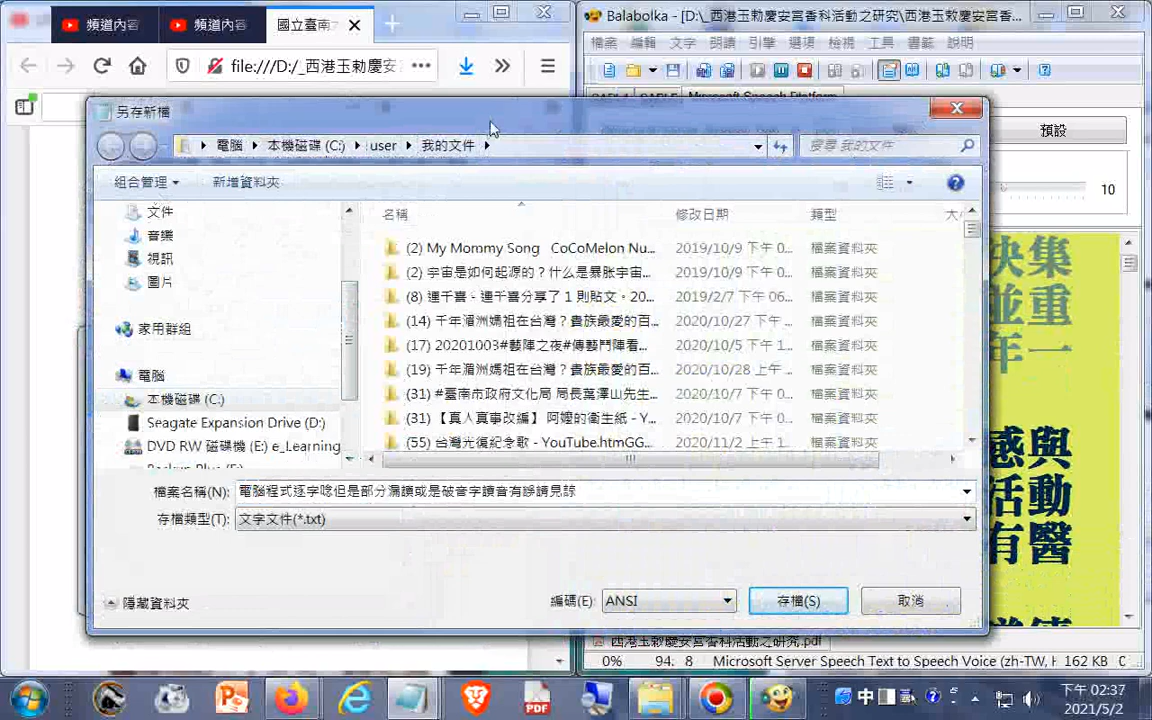 頻道內容
頻道內容
國立臺南
file:///D:/_西港玉勅慶安
Balabolka - [D:\_西港玉敕慶安宮香科活動之研究\西港玉敕慶安宮香...
檔案 編輯 文字 朗讀 引擎 選項 檢視 工具 書籤 說明
另存新檔
電腦 本機磁碟 (C:) user 我的文件
搜尋 我的文件
預設
組合管理 新增資料夾
10
名稱 修改日期 類型 大
文件
音樂
視訊
圖片
家用群組
電腦
本機磁碟 (C:)
Seagate Expansion Drive (D:)
DVD RW 磁碟機 (E:) e_Learning
(2) My Mommy Song CoCoMelon Nu... 2019/10/9 下午 0... 檔案資料夾
(2) 宇宙是如何起源的？什么是暴胀宇宙... 2019/10/9 下午 0... 檔案資料夾
(8) 連千喜 - 連千喜分享了 1 則貼文。20... 2019/2/7 下午 06... 檔案資料夾
(14) 千年湄洲媽祖在台灣？貴族最愛的百... 2020/10/27 下午 ... 檔案資料夾
(17) 20201003#藝陣之夜#傳藝鬥陣看... 2020/10/5 下午 1... 檔案資料夾
(19) 千年湄洲媽祖在台灣？貴族最愛的百... 2020/10/28 上午 ... 檔案資料夾
(31) #臺南市政府文化局 局長葉澤山先生... 2020/10/7 下午 0... 檔案資料夾
(31) 【真人真事改編】 阿嬤的衛生紙 - Y... 2020/10/7 下午 0... 檔案資料夾
(55) 台灣光復紀念歌 - YouTube.htmGG... 2020/11/2 上午 1... 檔案資料夾
檔案名稱(N): 電腦程式逐字唸但是部分漏讀或是破音字讀音有錯請見諒
存檔類型(T): 文字文件(*.txt)
隱藏資料夾
編碼(E): ANSI
存檔(S)
取消
集
重
並
一
年
與
感
動
活
醫
有
西港玉敕慶安宮香科活動之研究.pdf
0% 94: 8 Microsoft Server Speech Text to Speech Voice (zh-TW, H 162 KB
PDF
中
下午 02:37
2021/5/2